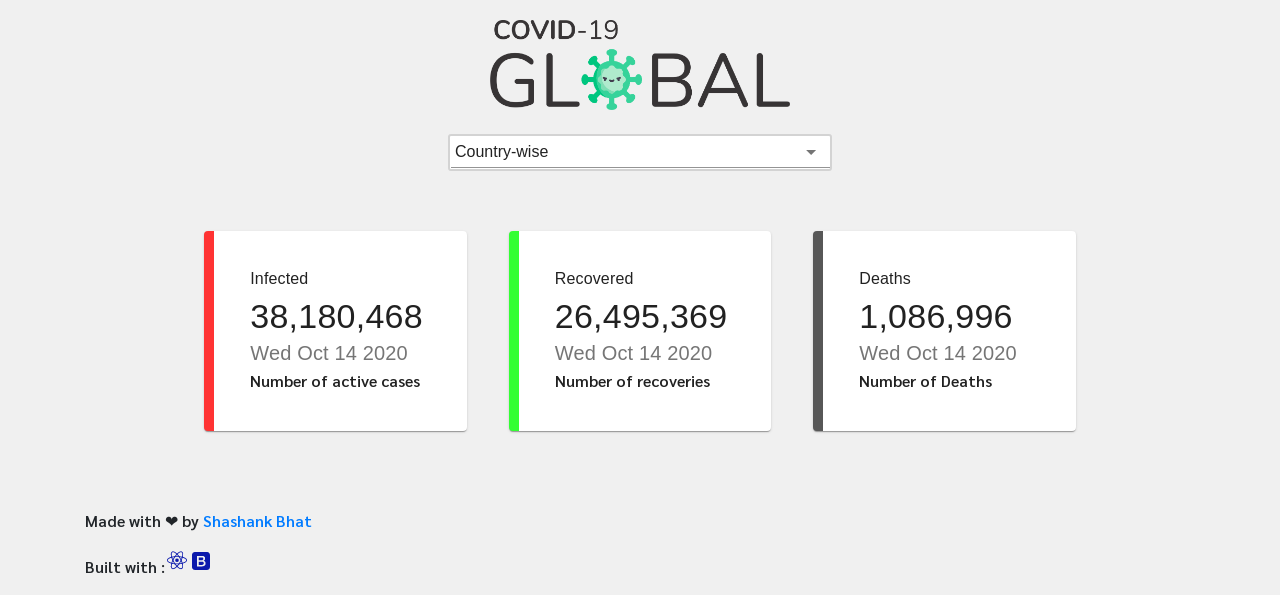 COVID-19
GLOBAL
Country-wise
Infected
38,180,468
Wed Oct 14 2020
Number of active cases
Recovered
26,495,369
Wed Oct 14 2020
Number of recoveries
Deaths
1,086,996
Wed Oct 14 2020
Number of Deaths
Made with ❤ by Shashank Bhat
Built with : B